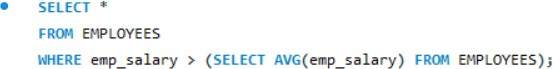 SELECT *
FROM EMPLOYEES
WHERE emp_salary > (SELECT AVG(emp_salary) FROM EMPLOYEES);